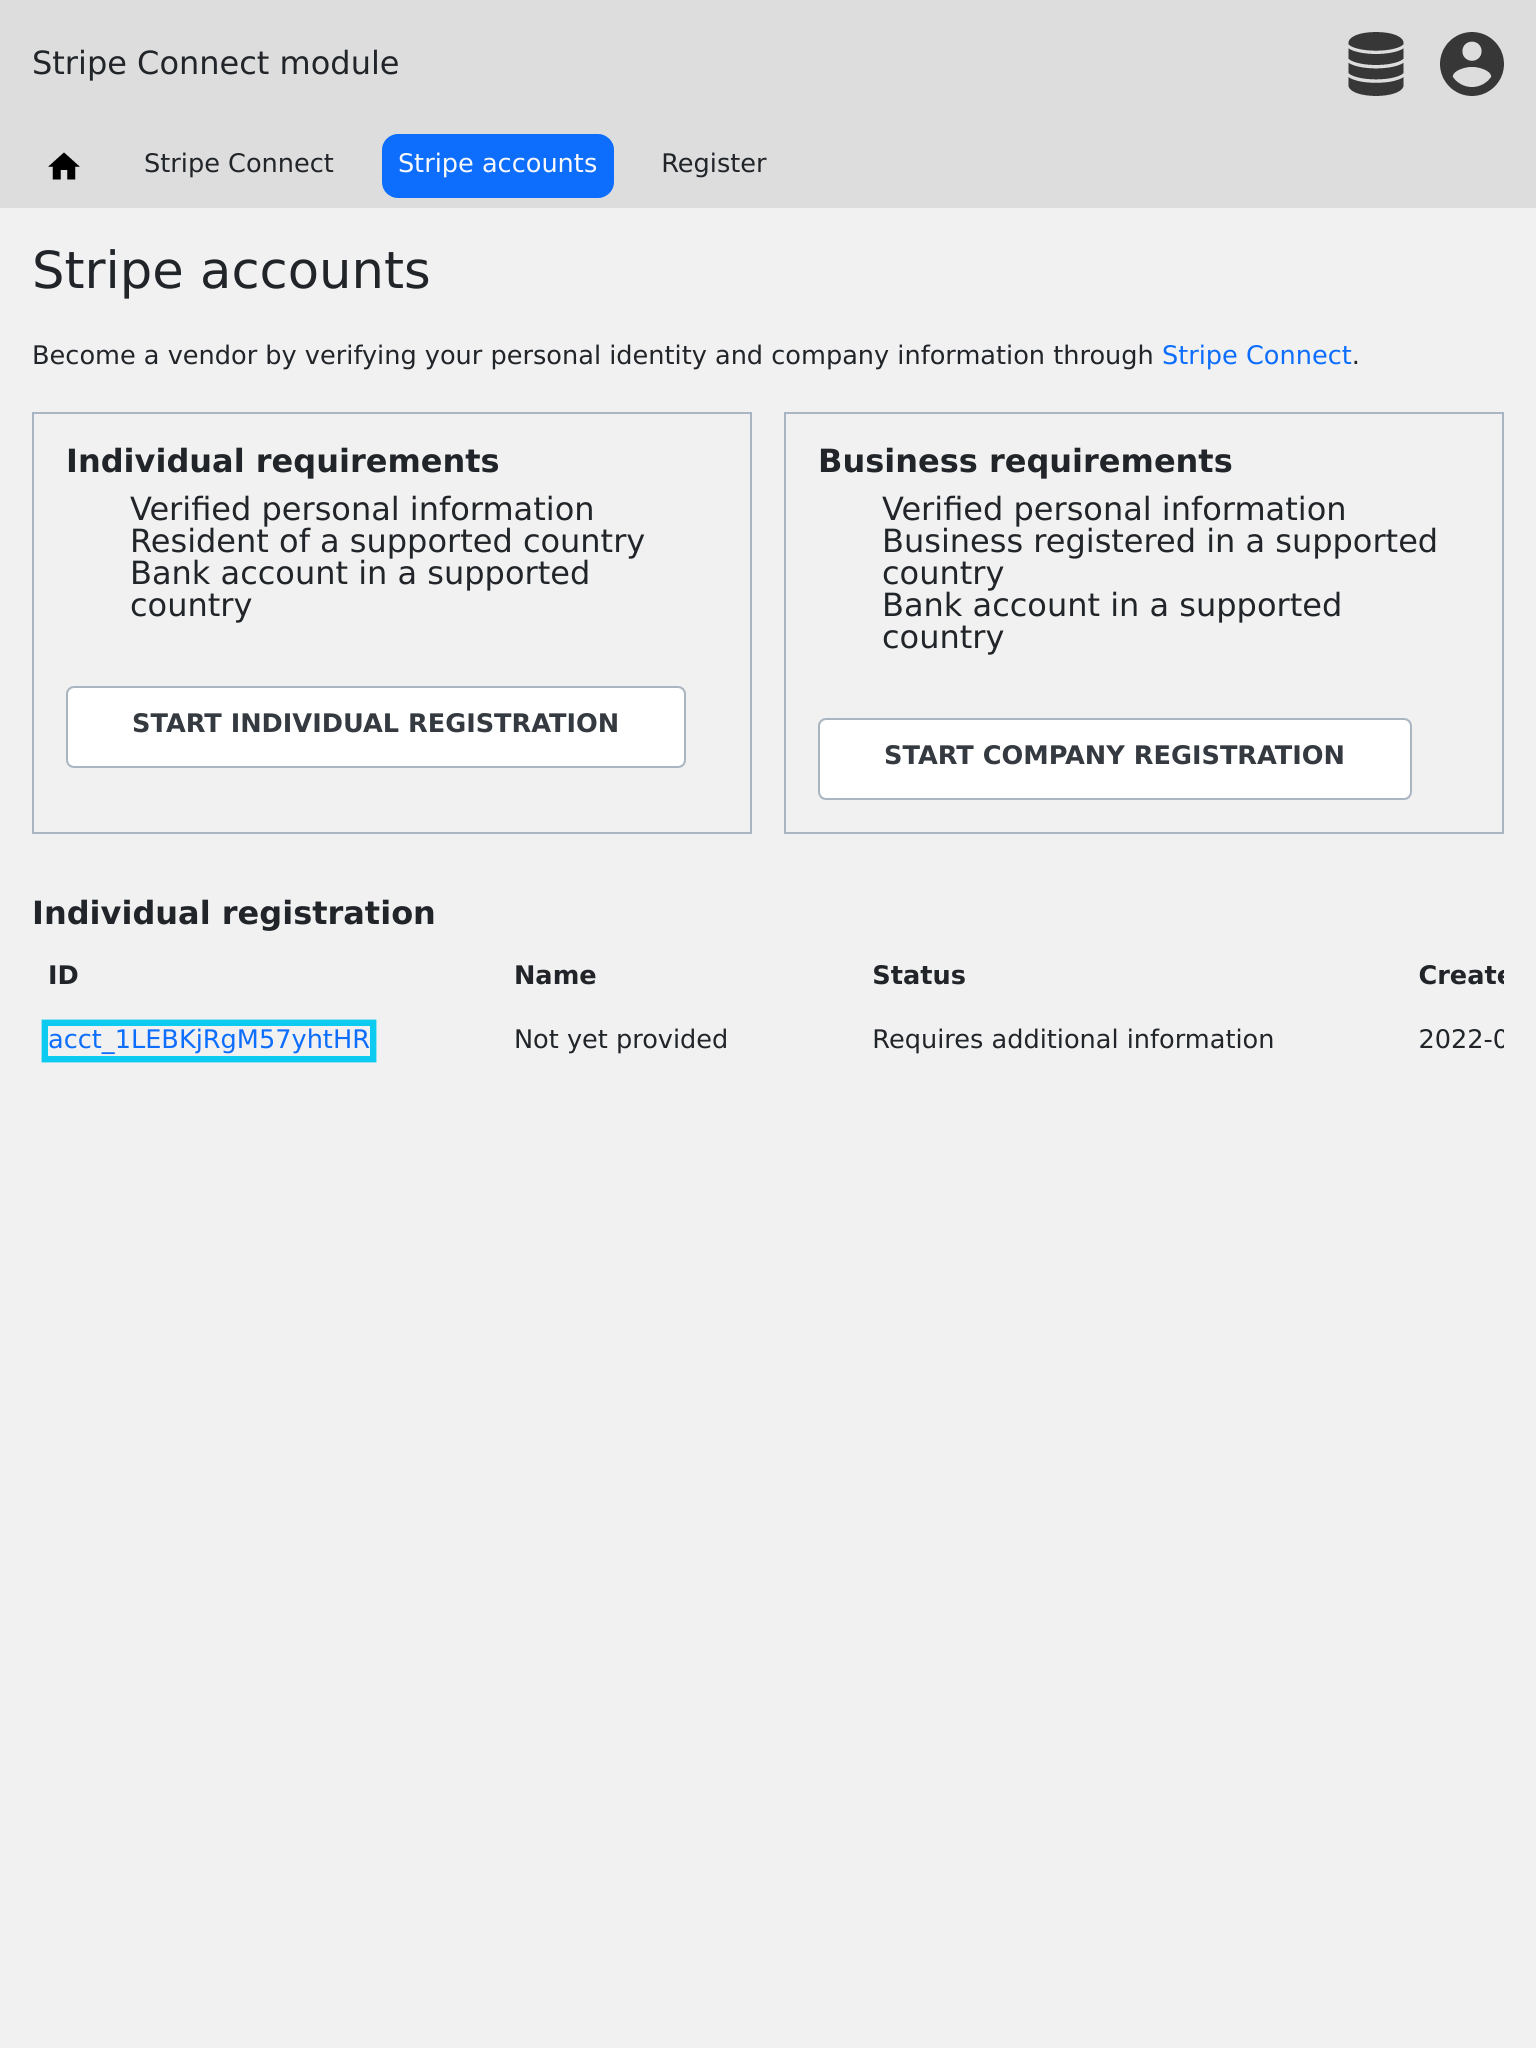 Stripe Connect module
Stripe Connect
Stripe accounts
Register
Stripe accounts
Become a vendor by verifying your personal identity and company information through Stripe Connect.
Individual requirements
Verified personal information
Resident of a supported country
Bank account in a supported
country
START INDIVIDUAL REGISTRATION
Business requirements
Verified personal information
Business registered in a supported
country
Bank account in a supported
country
START COMPANY REGISTRATION
Individual registration
ID Name Status Create
acct_1LEBKjRgM57yhtHR Not yet provided Requires additional information 2022-0